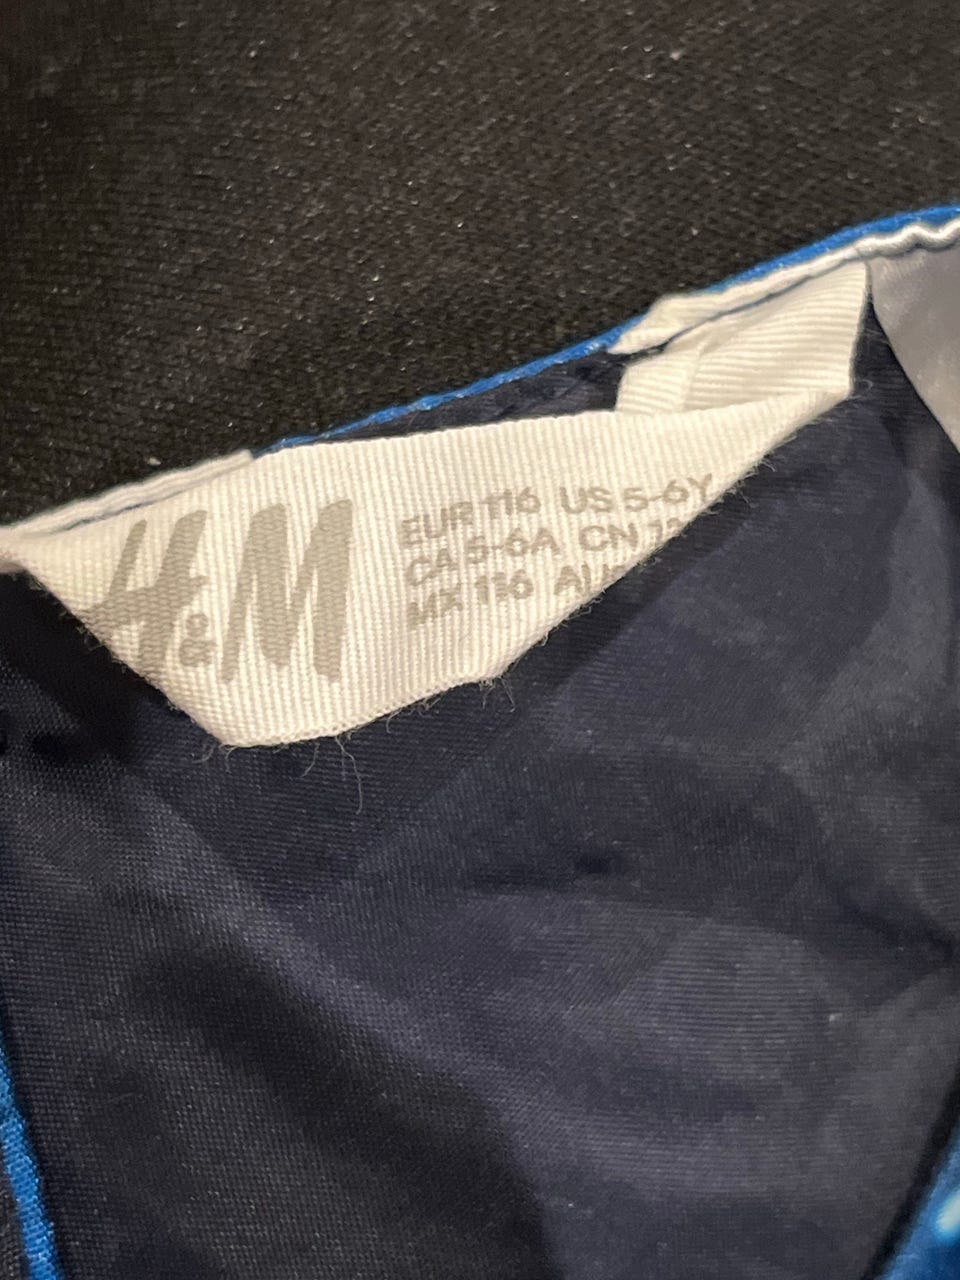 H&M
EUR 116 US 5-6Y
CA 5-6A CN
MX 116